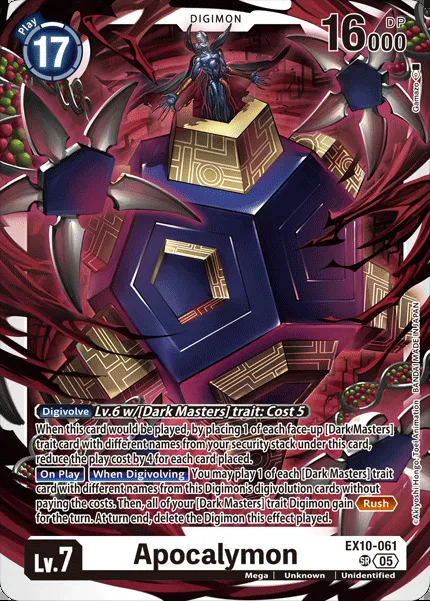 DIGIMON
Play
17
16000
DP
Gamazo
[Digivolve] Lv.6 w/[Dark Masters] trait: Cost 5
When this card would be played, by placing 1 of each face-up [Dark Masters]
trait card with different names from your security stack under this card,
reduce the play cost by 4 for each card placed.
[On Play] [When Digivolving] You may play 1 of each [Dark Masters] trait
card with different names from this Digimon's digivolution cards without
paying the costs. Then, all of your [Dark Masters] trait Digimon gain Rush
for the turn. At turn end, delete the Digimon this effect played.
©Akiyoshi Hongo, Toei Animation BANDAI MADE IN JAPAN
Lv.7
Apocalymon
EX10-061
SR 05
Mega | Unknown | Unidentified